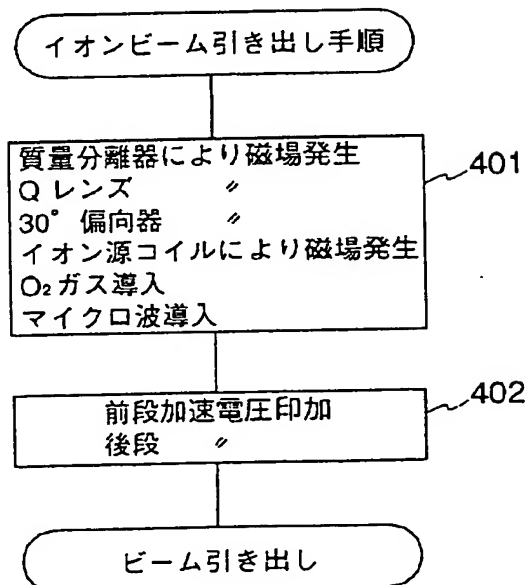 イオンビーム引き出し手順
質量分離器により磁場発生
401
Qレンズ 〃
30°偏向器 〃
イオン源コイルにより磁場発生
O₂ガス導入
マイクロ波導入
前段加速電圧印加
402
後段 〃
ビーム引き出し